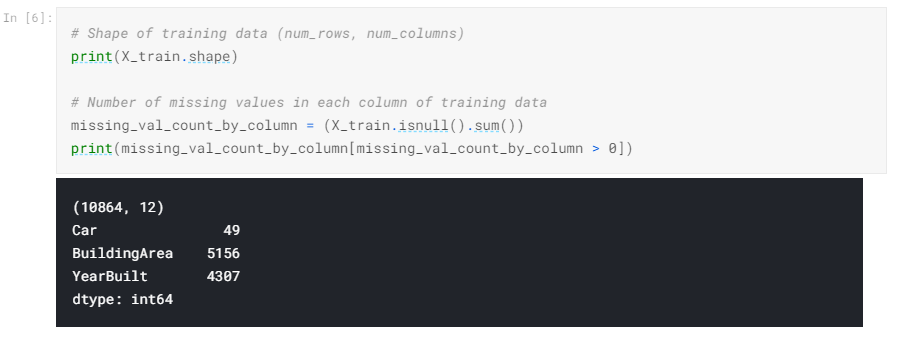 In [6]:
# Shape of training data (num_rows, num_columns)
print(X_train.shape)
# Number of missing values in each column of training data
missing_val_count_by_column = (X_train.isnull().sum())
print(missing_val_count_by_column[missing_val_count_by_column > 0])
(10864, 12)
Car 49
BuildingArea 5156
YearBuilt 4307
dtype: int64